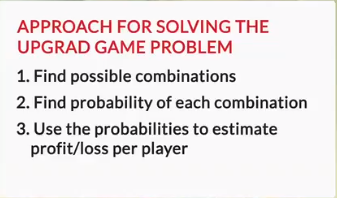 APPROACH FOR SOLVING THE
UPGRAD GAME PROBLEM
1. Find possible combinations
2. Find probability of each combination
3. Use the probabilities to estimate
profit/loss per player